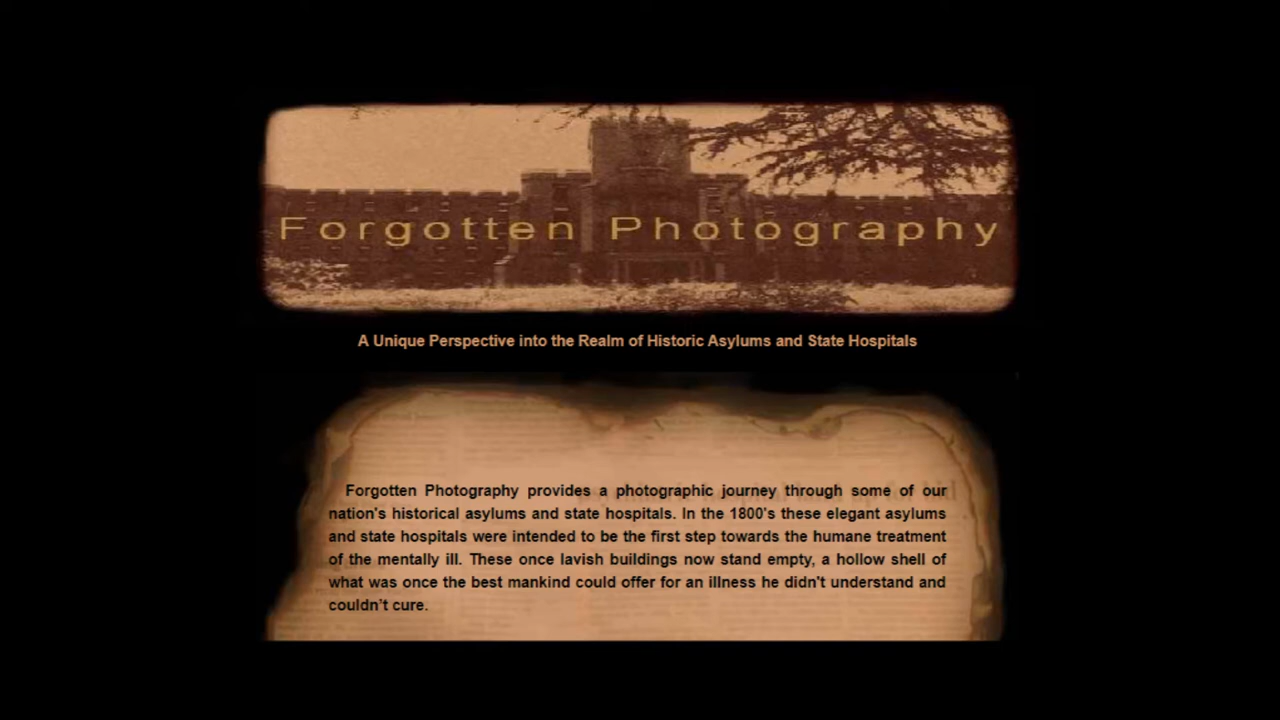 Forgotten Photography
A Unique Perspective into the Realm of Historic Asylums and State Hospitals
Forgotten Photography provides a photographic journey through some of our
nation's historical asylums and state hospitals. In the 1800's these elegant asylums
and state hospitals were intended to be the first step towards the humane treatment
of the mentally ill. These once lavish buildings now stand empty, a hollow shell of
what was once the best mankind could offer for an illness he didn't understand and
couldn't cure.